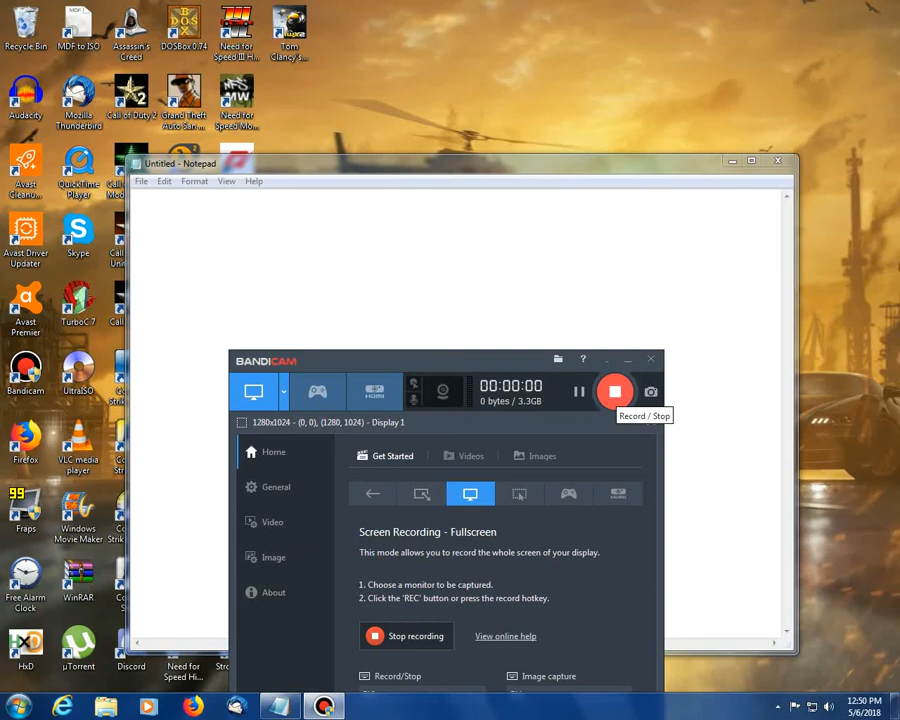 Recycle Bin
MDF to ISO
Assassin's
Creed
DOSBox 0.74
Need for
Speed III H...
Tom
Clancy's...
Audacity
Mozilla
Thunderbird
Call of Duty 2
Grand Theft
Auto San ...
Need for
Speed Mo...
Avast
Cleanu...
QuickTime
Player
Avast Driver
Updater
Skype
Avast
Premier
TurboC 7
Bandicam
UltraISO
Firefox
VLC media
player
99
Fraps
Windows
Movie Maker
Free Alarm
Clock
WinRAR
HxD
µTorrent
Discord
Need for
Speed Hi...
Untitled - Notepad
File Edit Format View Help
BANDICAM
HDMI
00:00:00
0 bytes / 3.3GB
Record / Stop
1280x1024 - (0, 0), (1280, 1024) - Display 1
Home
General
Video
Image
About
Get Started
Videos
Images
Screen Recording - Fullscreen
This mode allows you to record the whole screen of your display.
1. Choose a monitor to be captured.
2. Click the 'REC' button or press the record hotkey.
Stop recording
View online help
Record/Stop
Image capture
12:50 PM
5/6/2018